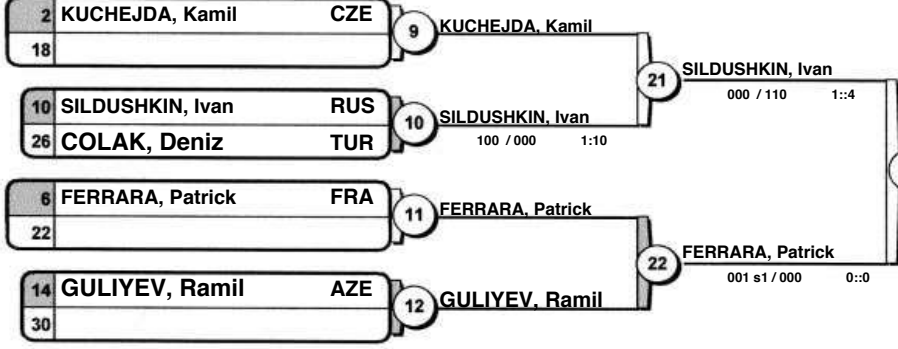 2 KUCHEJDA, Kamil CZE
18
9
KUCHEJDA, Kamil
10 SILDUSHKIN, Ivan RUS
26 COLAK, Deniz TUR
10
SILDUSHKIN, Ivan
100 / 000 1:10
21
SILDUSHKIN, Ivan
000 / 110 1::4
6 FERRARA, Patrick FRA
22
11
FERRARA, Patrick
14 GULIYEV, Ramil AZE
30
12
GULIYEV, Ramil
22
FERRARA, Patrick
001 s1 / 000 0::0